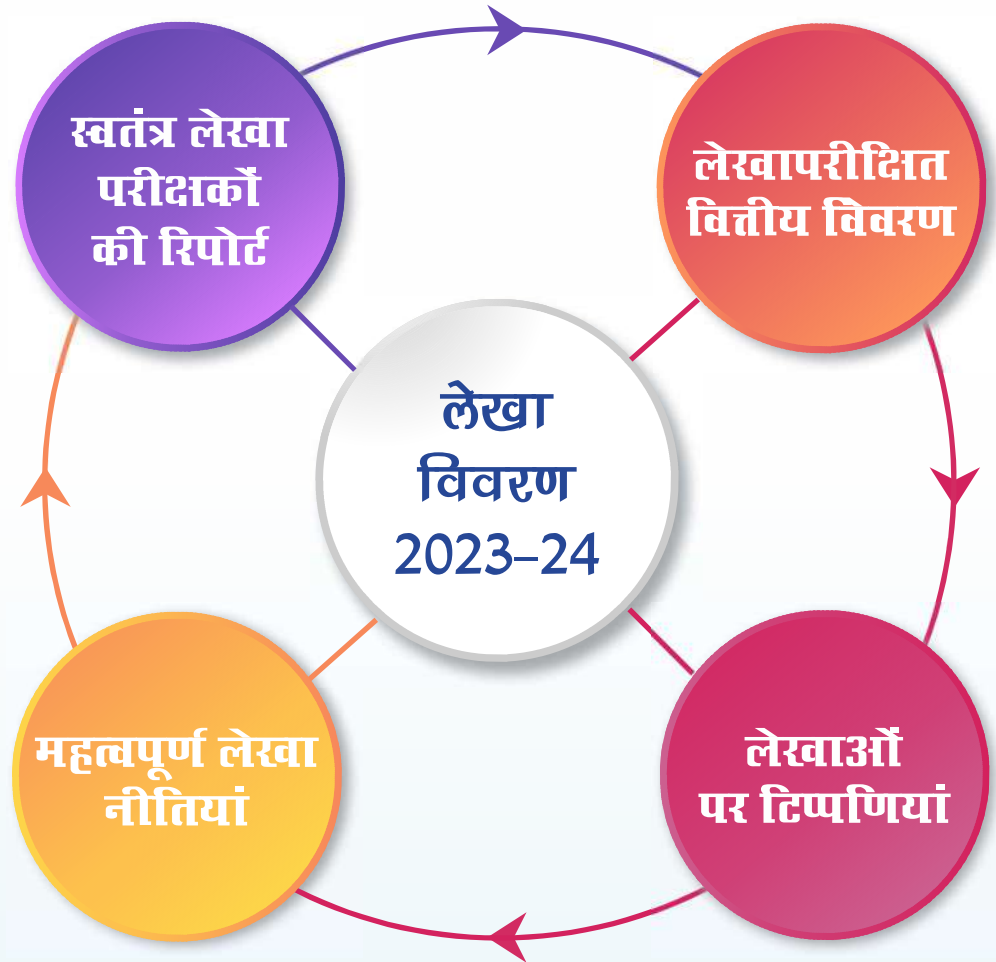 स्वतंत्र लेखा
परीक्षकों
की रिपोर्ट
लेखापरीक्षित
वित्तीय विवरण
लेखा
विवरण
2023–24
महत्वपूर्ण लेखा
नीतियां
लेखाओं
पर टिप्पणियां